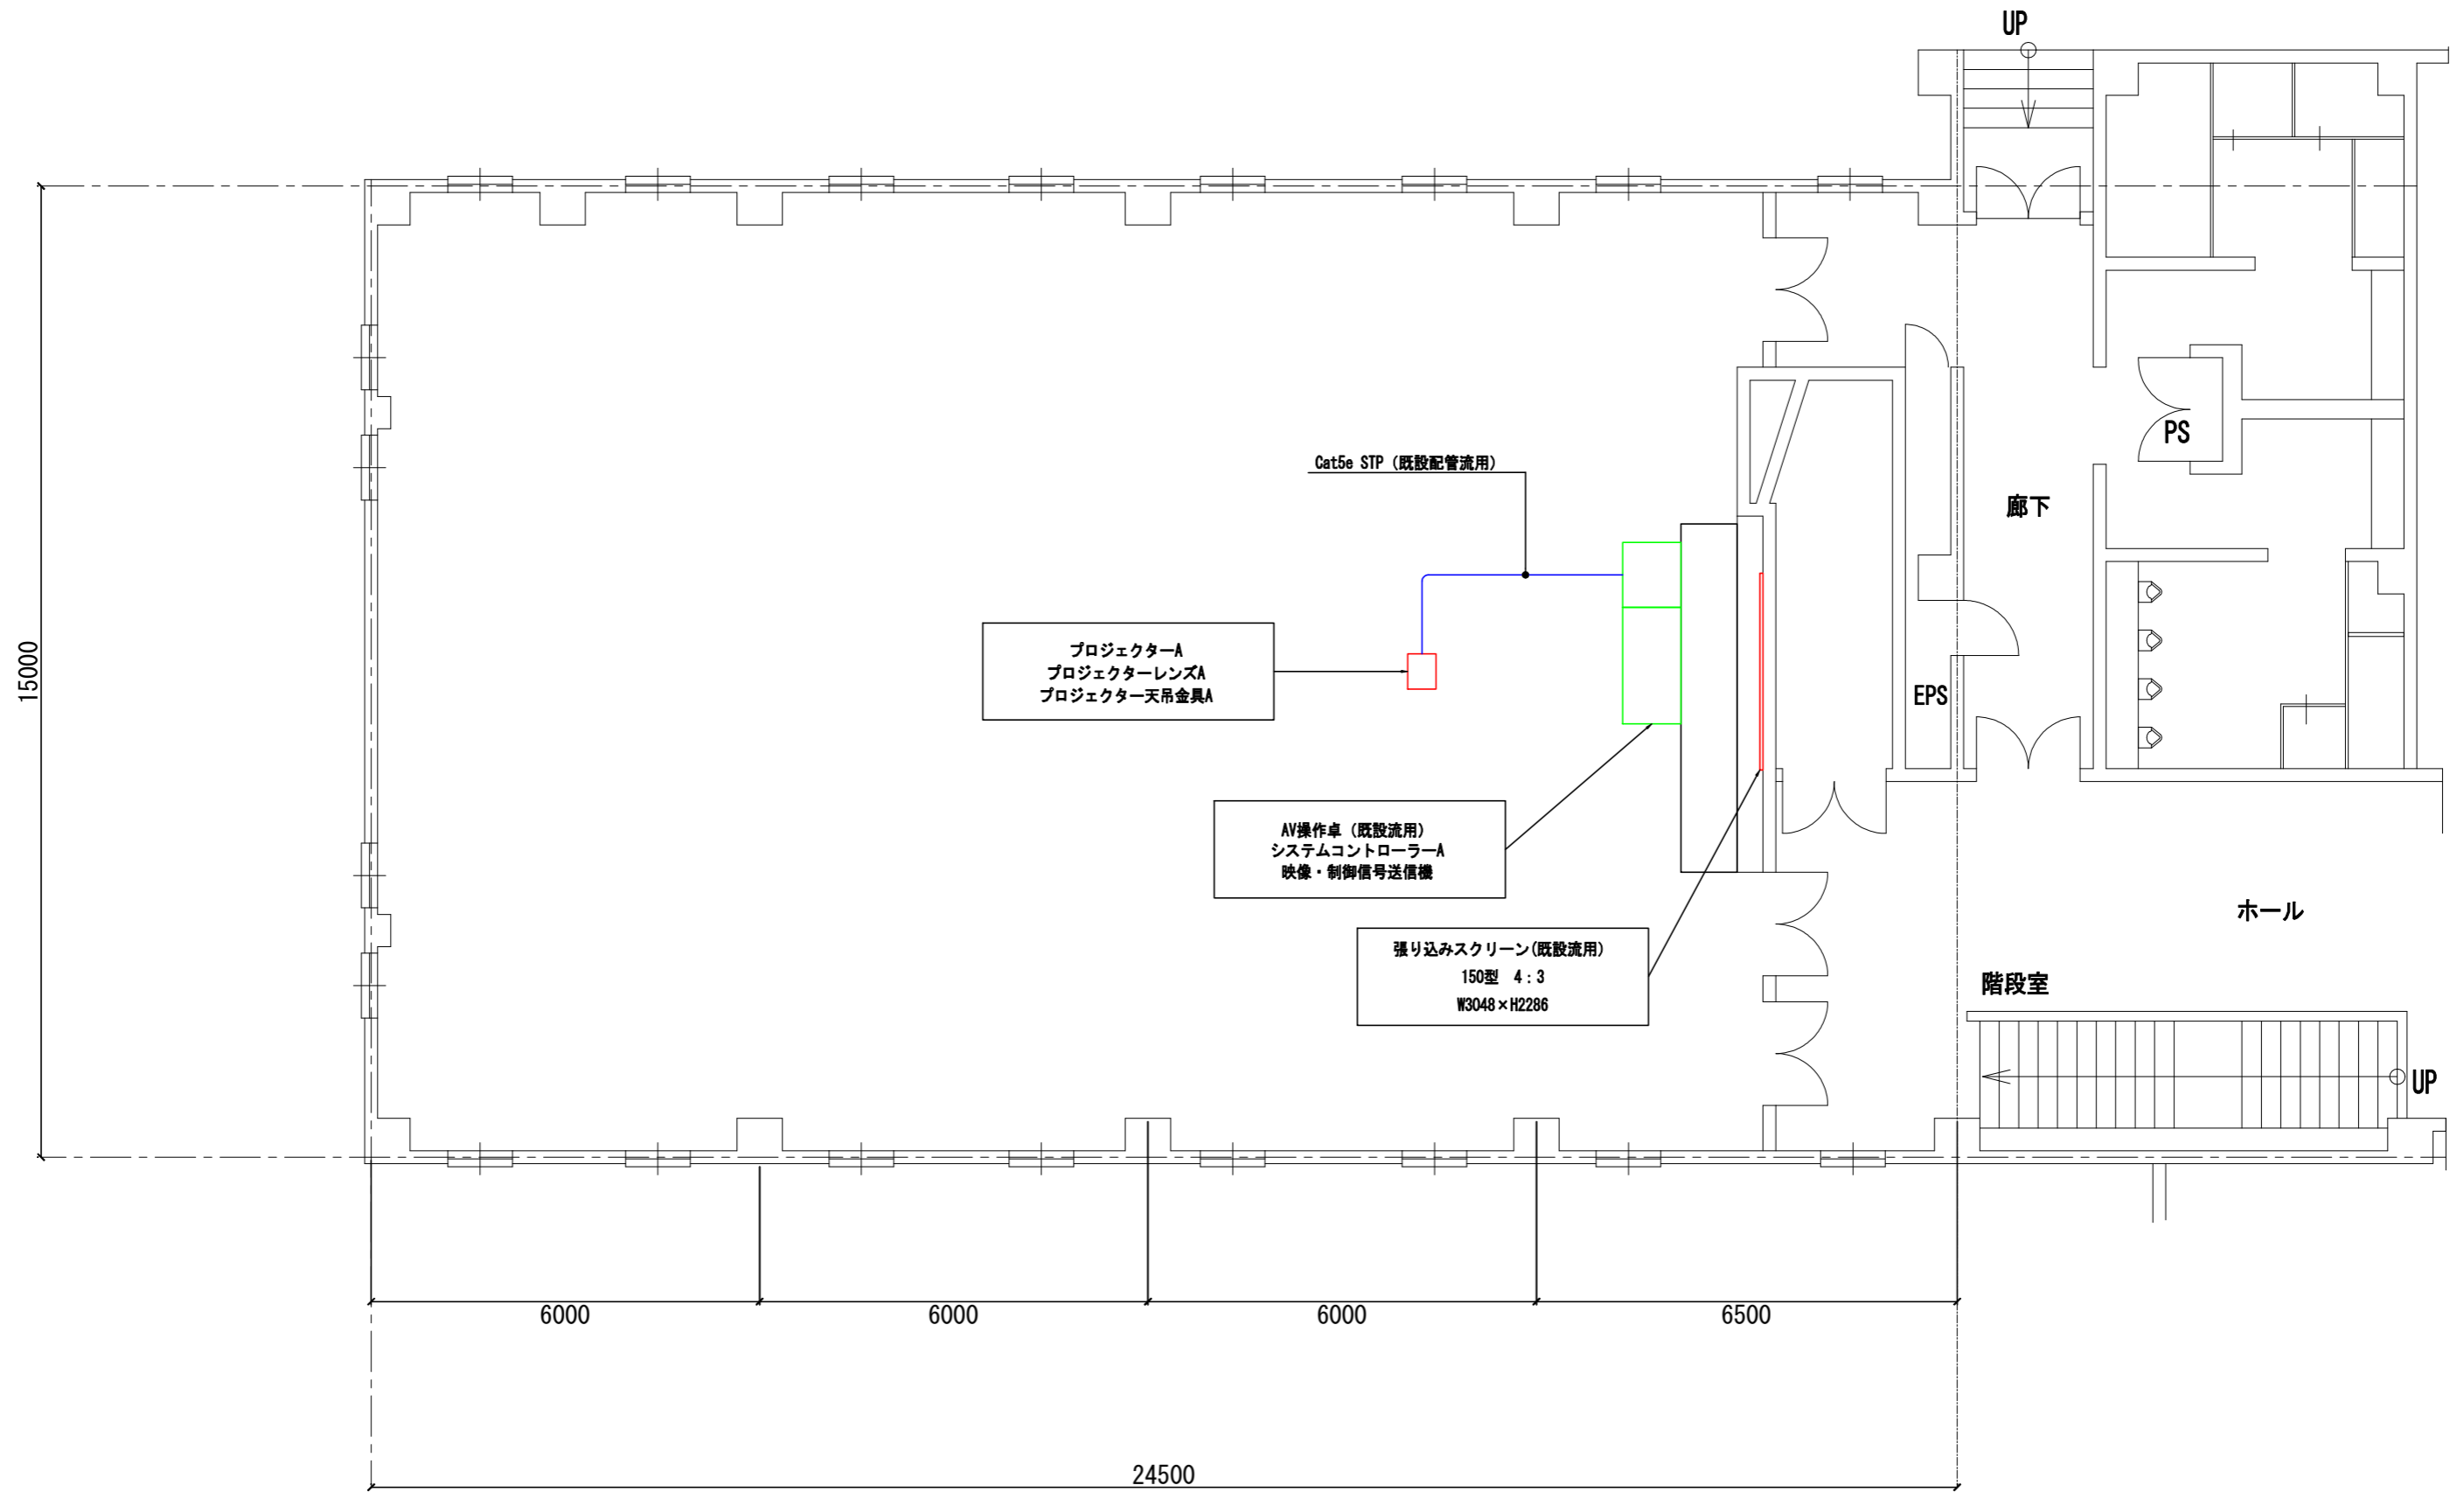 UP
Cat5e STP (既設配管流用)
PS
廊下
プロジェクターA
プロジェクターレンズA
プロジェクター天吊金具A
15000
EPS
AV操作卓 (既設流用)
システムコントローラーA
映像・制御信号送信機
ホール
張り込みスクリーン(既設流用)
150型 4:3
W3048×H2286
階段室
UP
6000
6000
6000
6500
24500